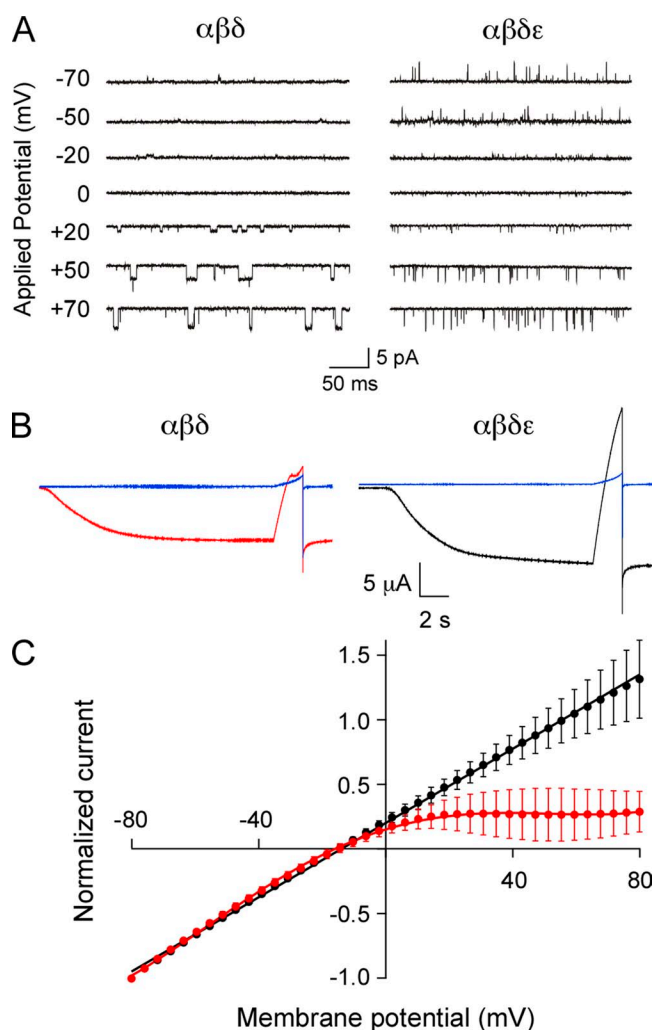 A
αβδ
αβδε
Applied Potential (mV)
-70
-50
-20
0
+20
+50
+70
5 pA
50 ms
B
αβδ
αβδε
5 μA
2 s
C
Normalized current
1.5
1.0
0.5
-0.5
-1.0
-80
-40
40
80
Membrane potential (mV)